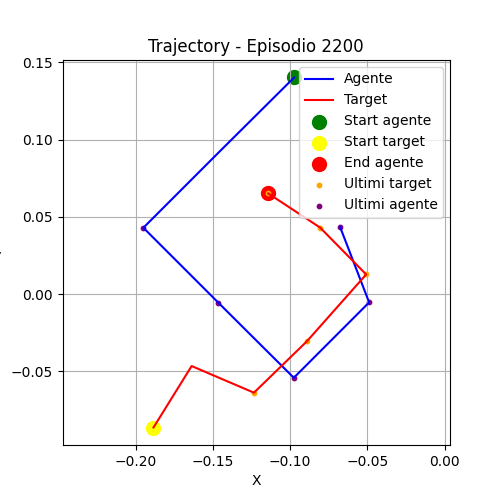 Trajectory - Episodio 2200
Agente
Target
Start agente
Start target
End agente
Ultimi target
Ultimi agente
0.15
0.10
0.05
0.00
−0.05
−0.20
−0.15
−0.10
−0.05
0.00
X